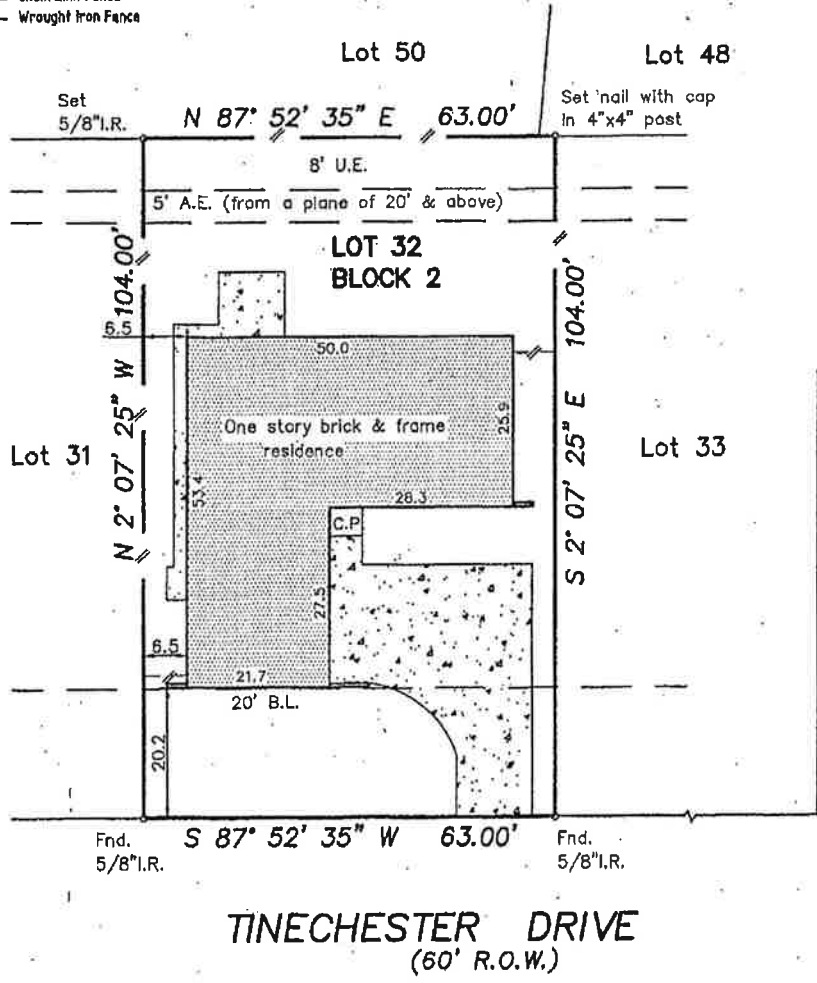 - Wrought Iron Fence
Lot 50
Lot 48
Set
5/8"I.R.
N 87° 52' 35" E 63.00'
Set nail with cap
in 4"x4" post
8' U.E.
5' A.E. (from a plane of 20' & above)
LOT 32
BLOCK 2
N 2° 07' 25" W 104.00'
S 2° 07' 25" E 104.00'
6.5
50.0
25.9
One story brick & frame
residence
Lot 31
Lot 33
53.4
28.3
C.P
27.5
6.5
21.7
20' B.L.
20.2
Fnd.
5/8"I.R.
S 87° 52' 35" W 63.00'
Fnd.
5/8"I.R.
TINECHESTER DRIVE
(60' R.O.W.)